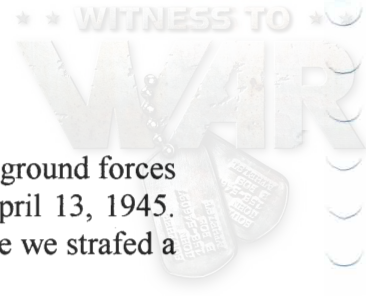 WITNESS TO
WAR
ground forces
pril 13, 1945.
e we strafed a